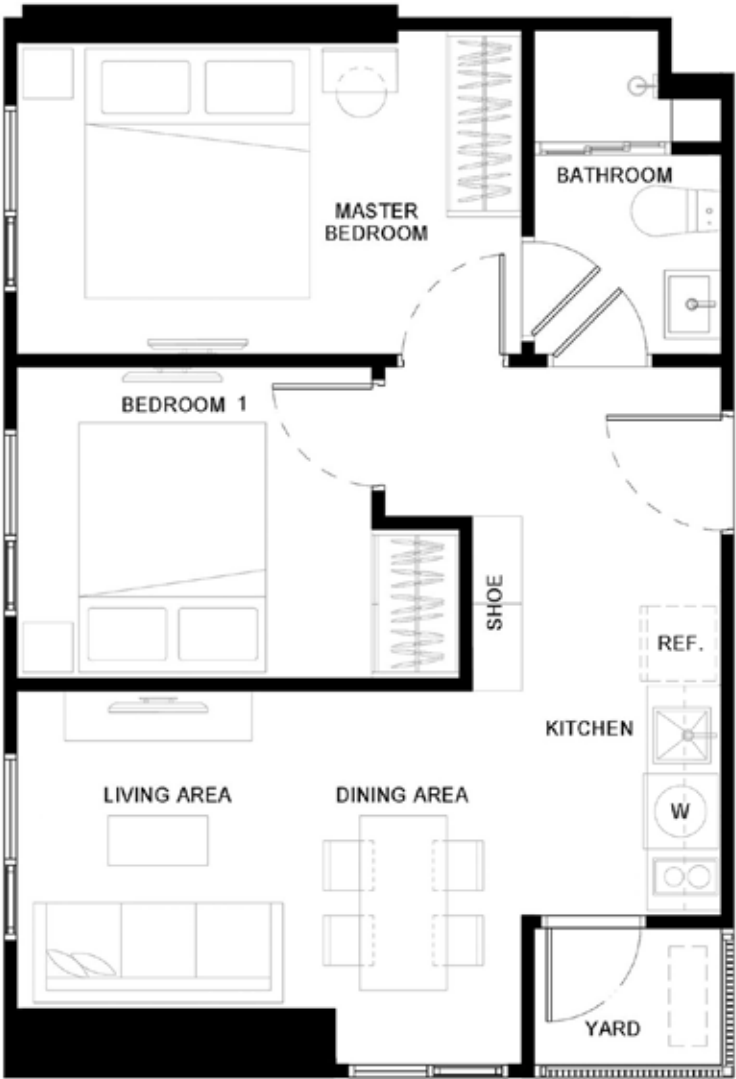 BATHROOM
MASTER
BEDROOM
BEDROOM 1
SHOE
REF.
KITCHEN
LIVING AREA
DINING AREA
W
YARD